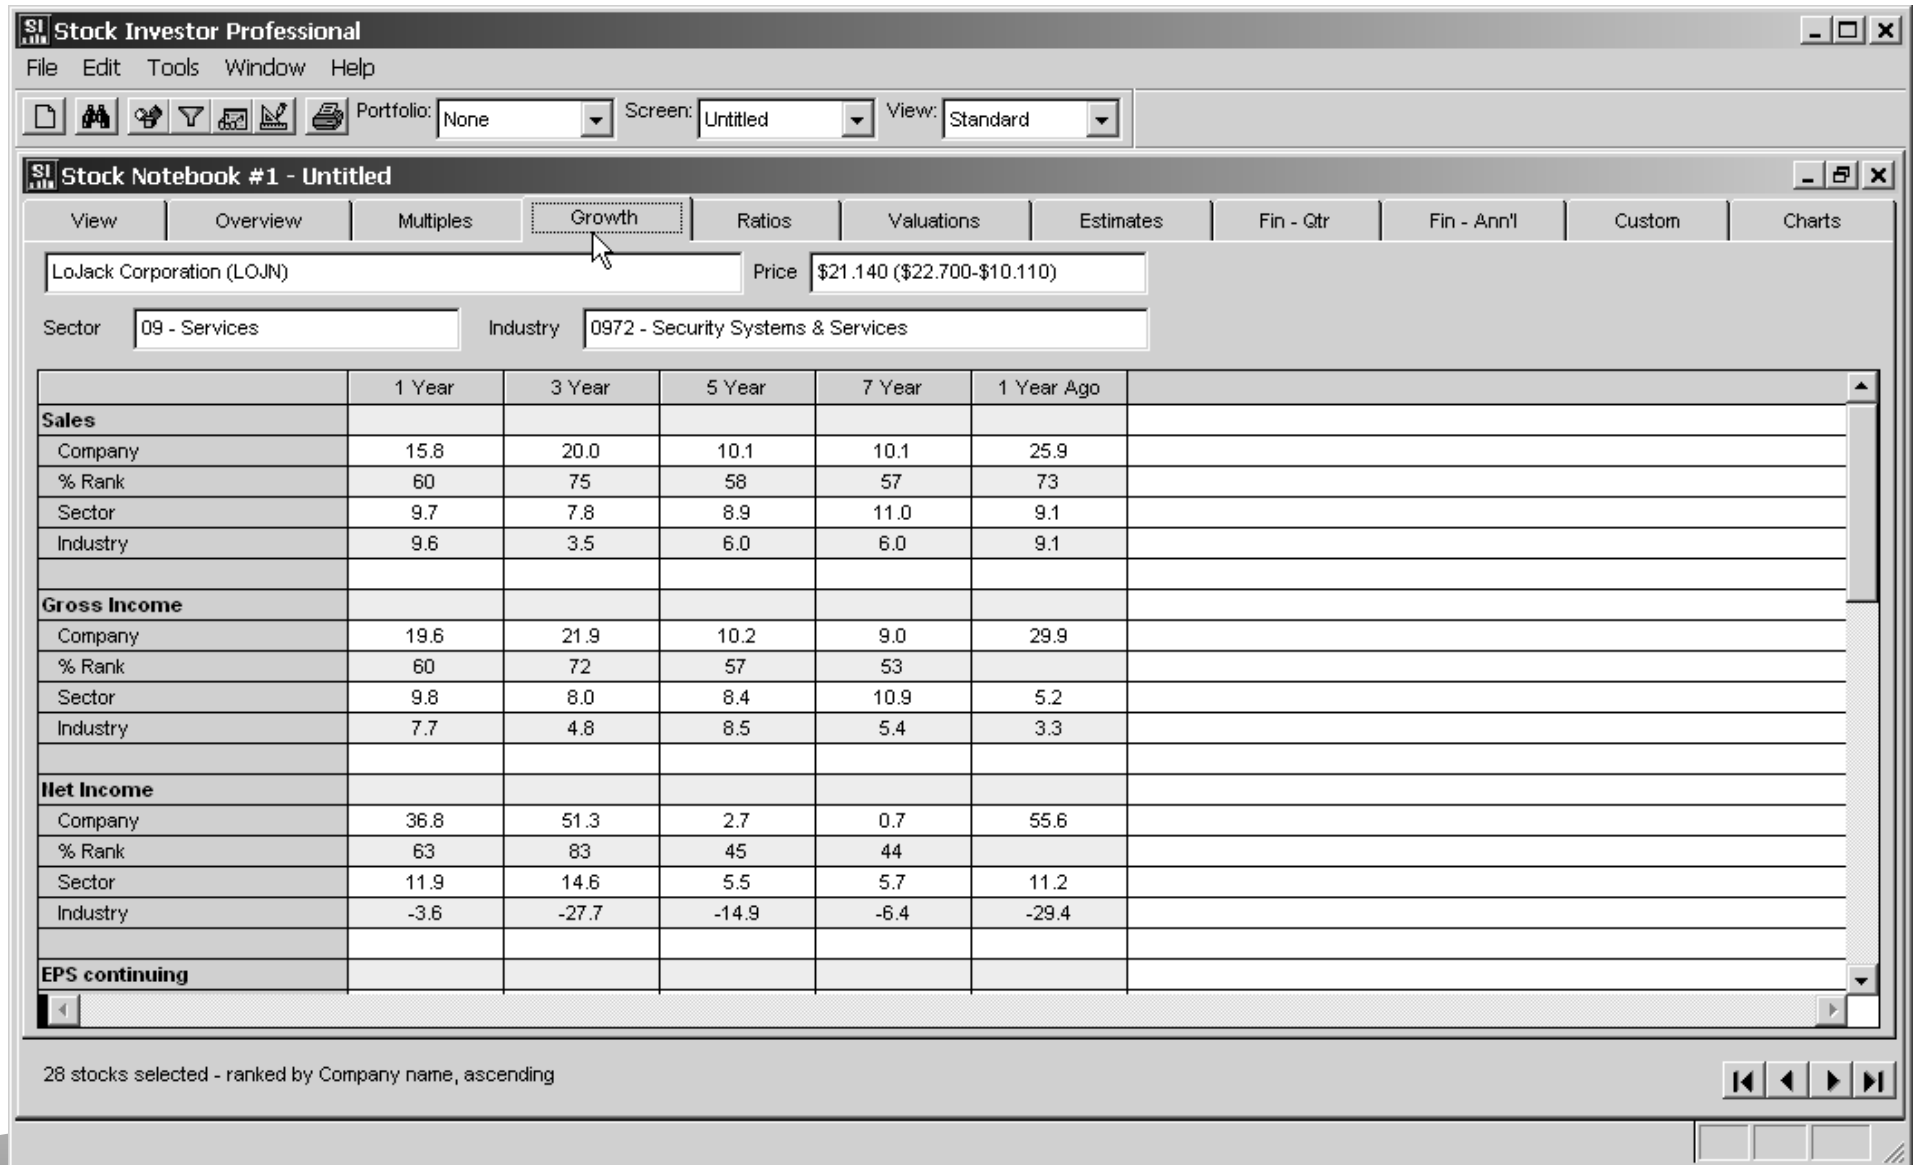 SI Stock Investor Professional
File Edit Tools Window Help
Portfolio: None Screen: Untitled View: Standard
SI Stock Notebook #1 - Untitled
View Overview Multiples Growth Ratios Valuations Estimates Fin - Qtr Fin - Ann'l Custom Charts
LoJack Corporation (LOJN) Price $21.140 ($22.700-$10.110)
Sector 09 - Services Industry 0972 - Security Systems & Services
1 Year 3 Year 5 Year 7 Year 1 Year Ago
Sales
Company 15.8 20.0 10.1 10.1 25.9
% Rank 60 75 58 57 73
Sector 9.7 7.8 8.9 11.0 9.1
Industry 9.6 3.5 6.0 6.0 9.1
Gross Income
Company 19.6 21.9 10.2 9.0 29.9
% Rank 60 72 57 53
Sector 9.8 8.0 8.4 10.9 5.2
Industry 7.7 4.8 8.5 5.4 3.3
Net Income
Company 36.8 51.3 2.7 0.7 55.6
% Rank 63 83 45 44
Sector 11.9 14.6 5.5 5.7 11.2
Industry -3.6 -27.7 -14.9 -6.4 -29.4
EPS continuing
28 stocks selected - ranked by Company name, ascending